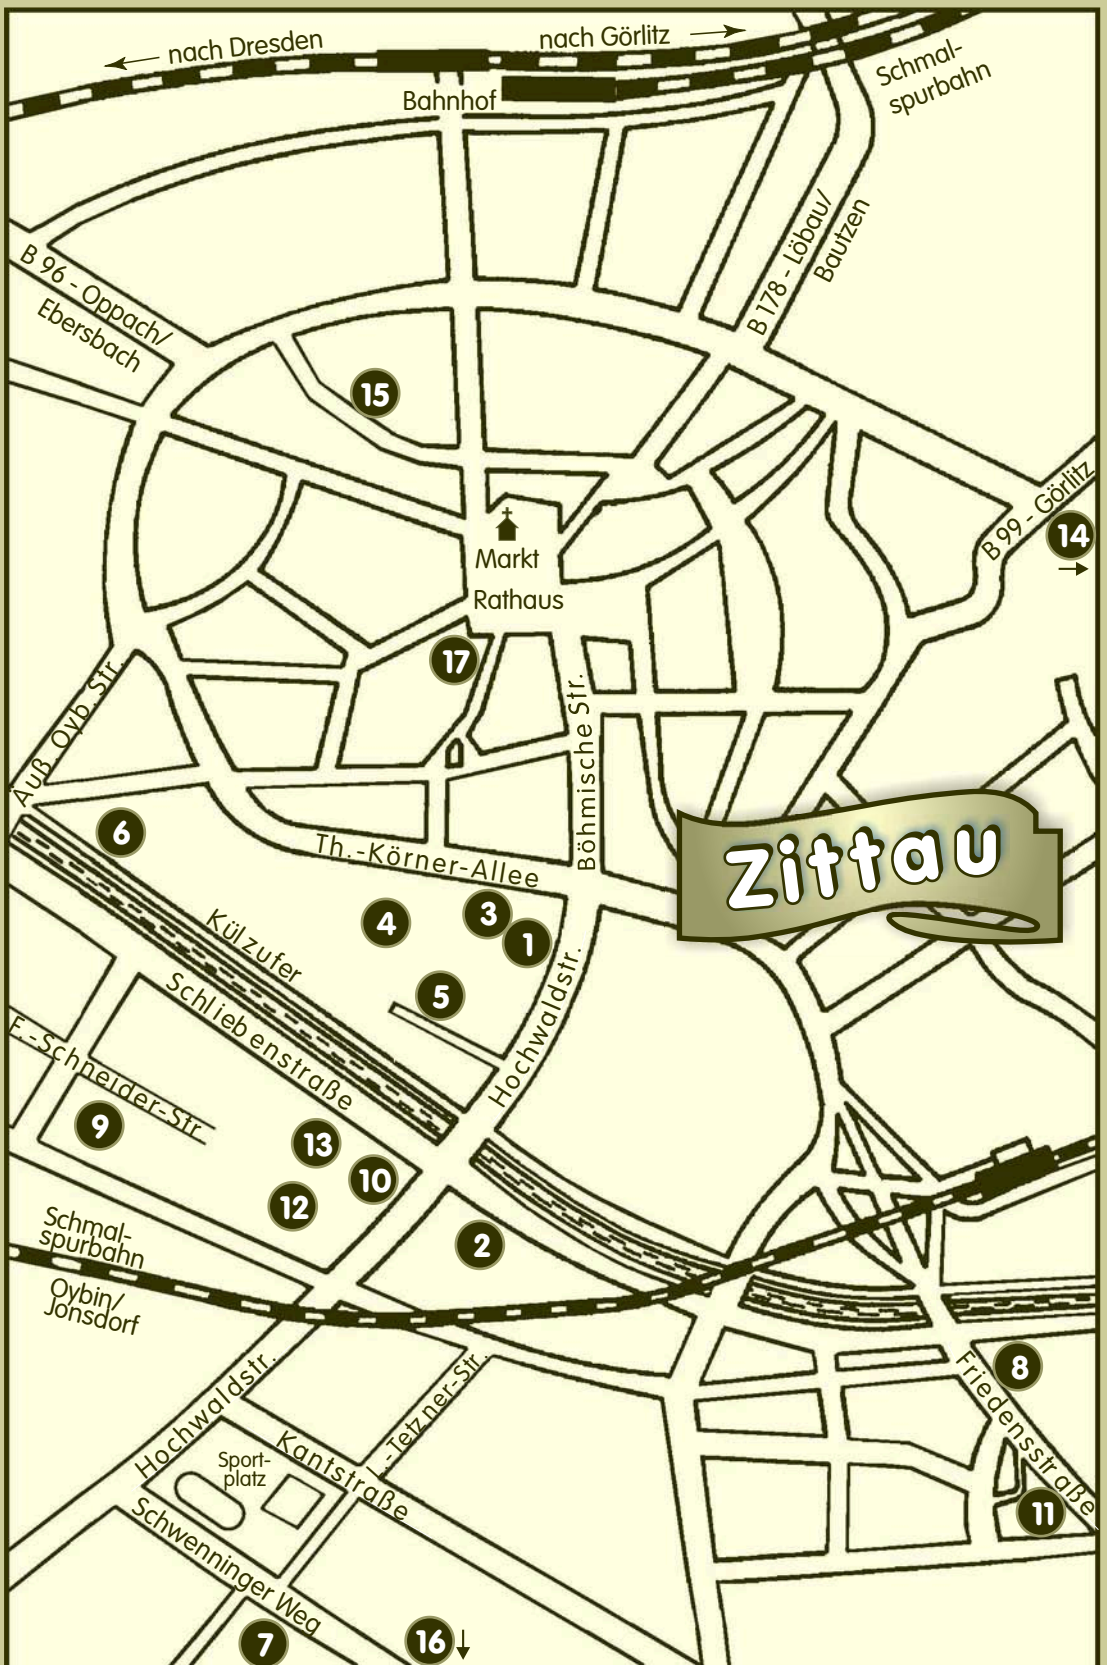 nach Dresden
nach Görlitz
Schmal-
spurbahn
Bahnhof
B 178 - Löbau/
Bautzen
B 96 - Oppach/
Ebersbach
15
B 99 - Görlitz
14
Markt
Rathaus
17
Auß. Oyb. Str.
Böhmische Str.
Zittau
6
Th.-Körner-Allee
4
3
1
Külzufer
5
Hochwaldstr.
Schliebenstraße
F.-Schneider-Str.
9
13
10
12
2
Schmal-
spurbahn
Oybin/
Jonsdorf
8
Friedensstraße
Hochwaldstr.
.-Tetzner-Str.
Kantstraße
Sport-
platz
11
Schwenninger Weg
7
16